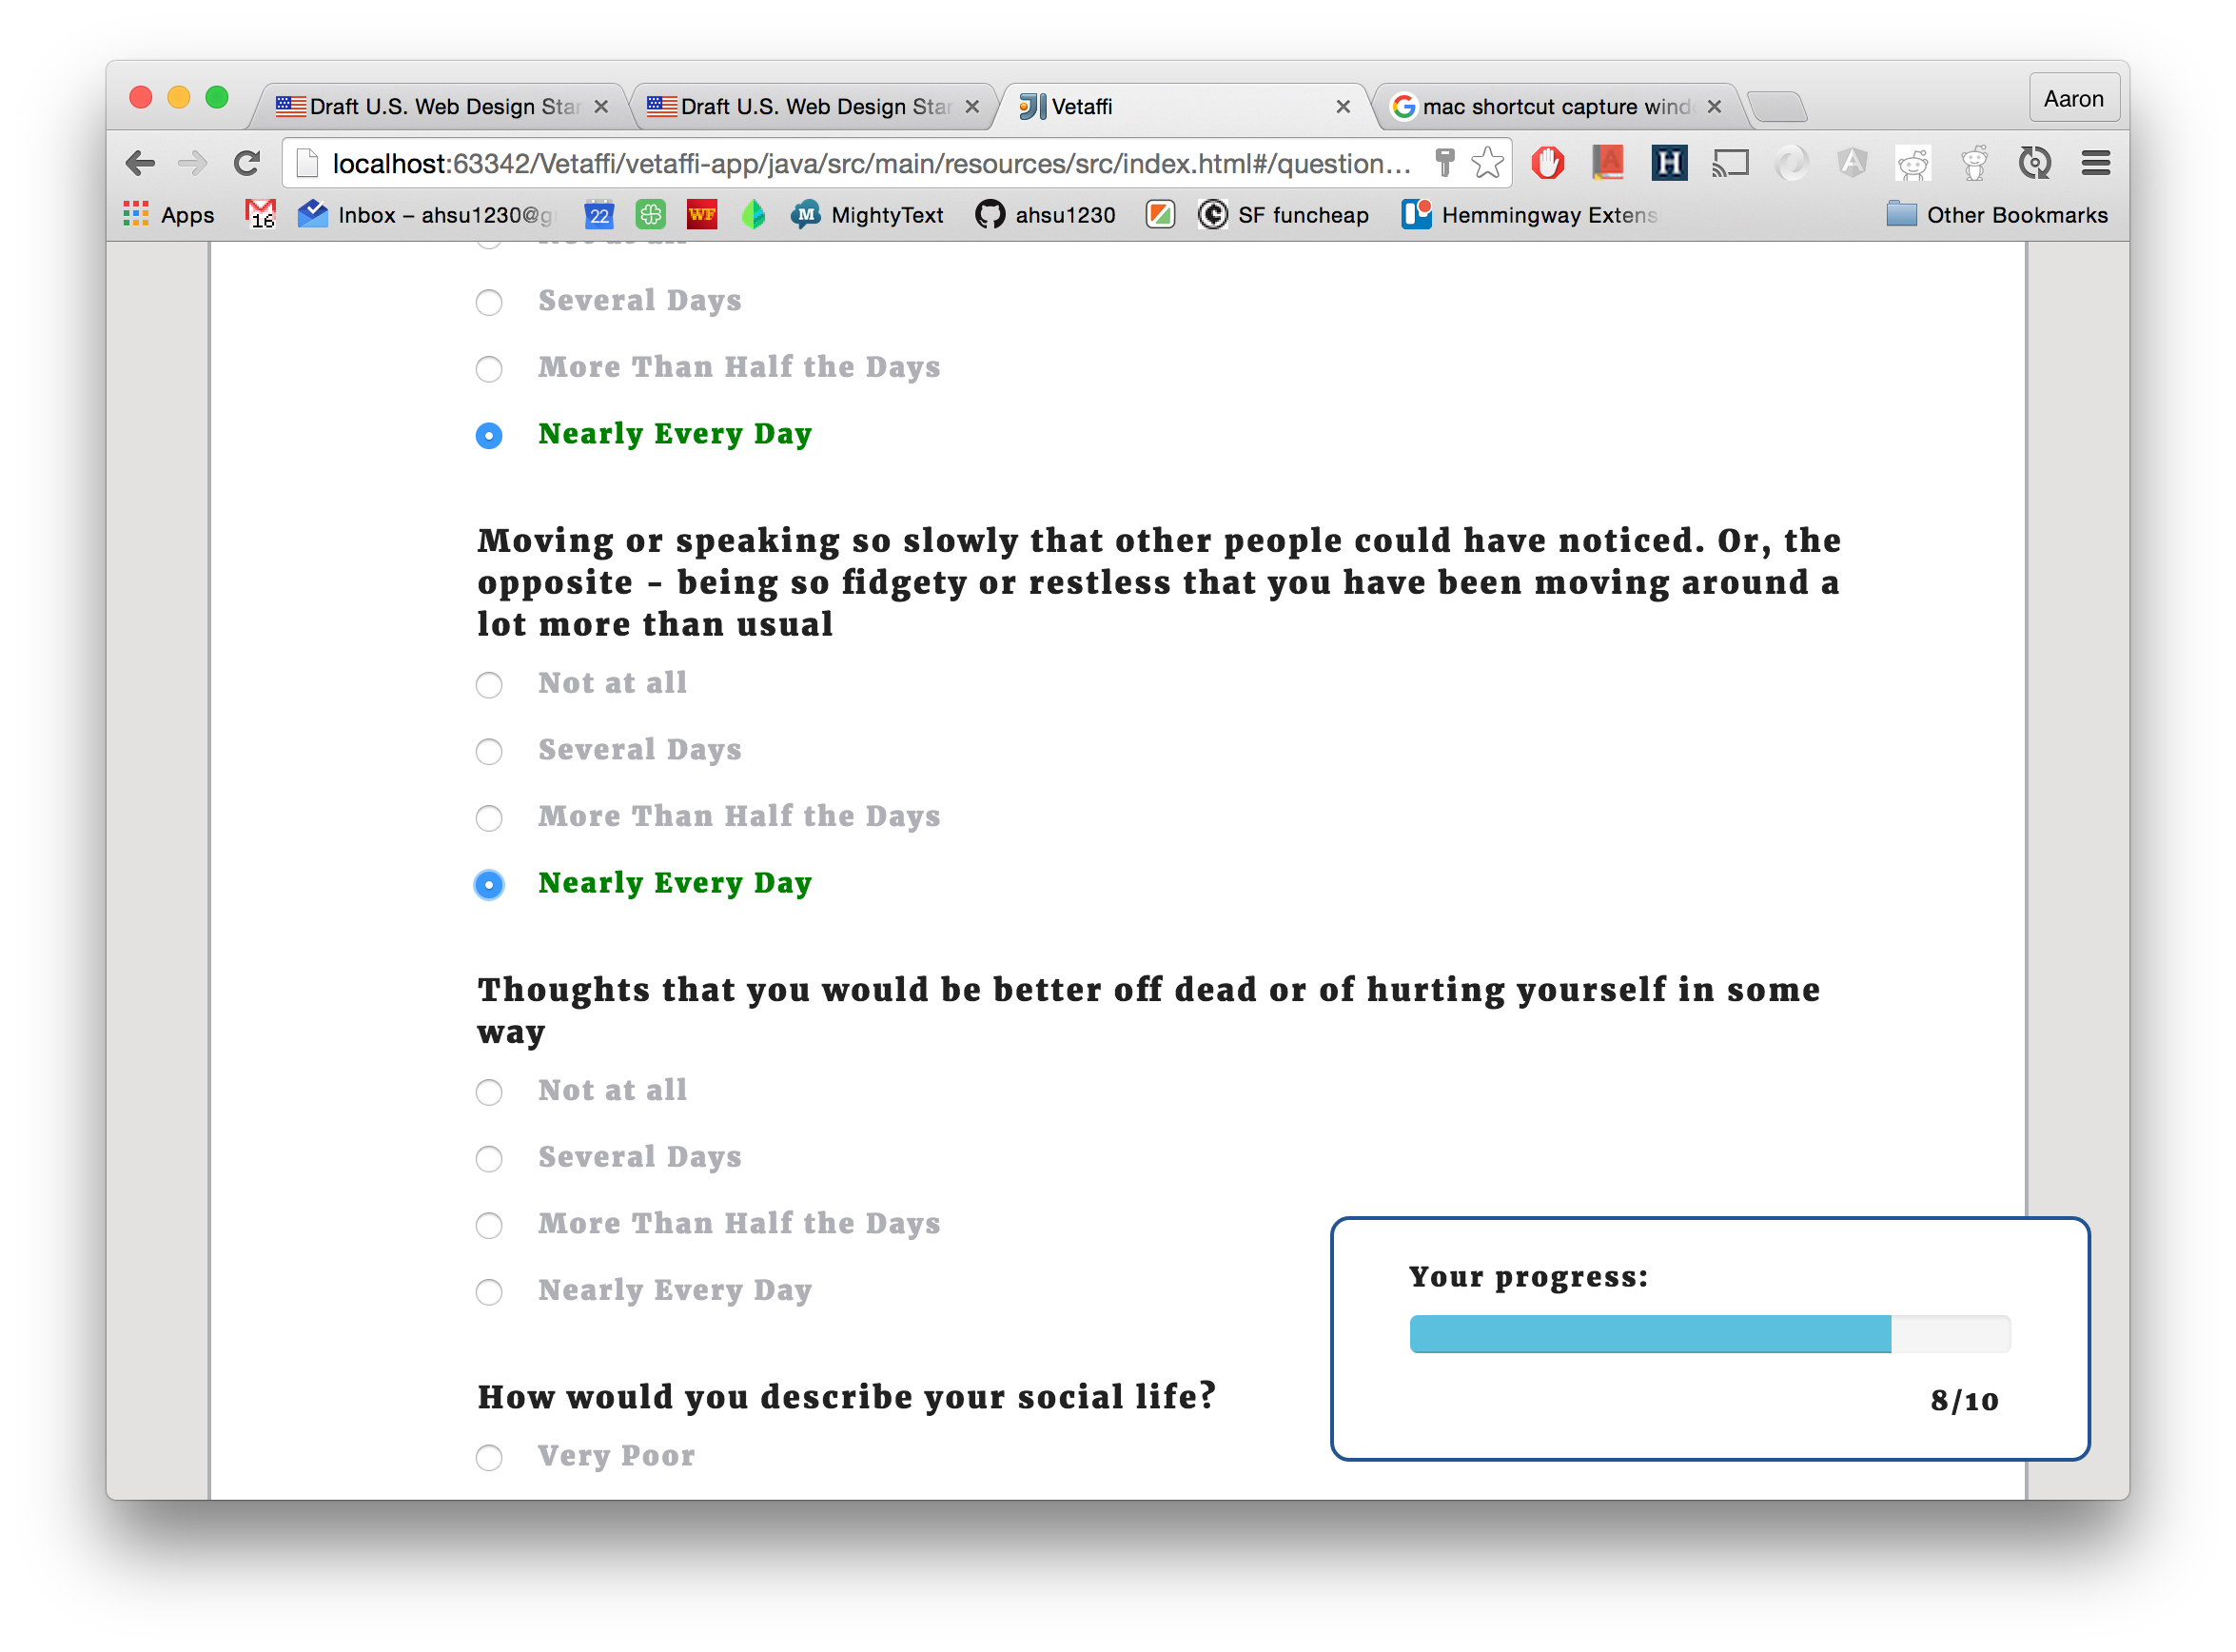 Draft U.S. Web Design Star
Draft U.S. Web Design Star
Vetaffi
mac shortcut capture wind
Aaron
localhost:63342/Vetaffi/vetaffi-app/java/src/main/resources/src/index.html#/question...
Apps
16
Inbox – ahsu1230@g
22
WF
M
MightyText
ahsu1230
SF funcheap
Hemmingway Extens
Other Bookmarks
Not at all
Several Days
More Than Half the Days
Nearly Every Day
Moving or speaking so slowly that other people could have noticed. Or, the
opposite - being so fidgety or restless that you have been moving around a
lot more than usual
Not at all
Several Days
More Than Half the Days
Nearly Every Day
Thoughts that you would be better off dead or of hurting yourself in some
way
Not at all
Several Days
More Than Half the Days
Nearly Every Day
How would you describe your social life?
Very Poor
Your progress:
8/10